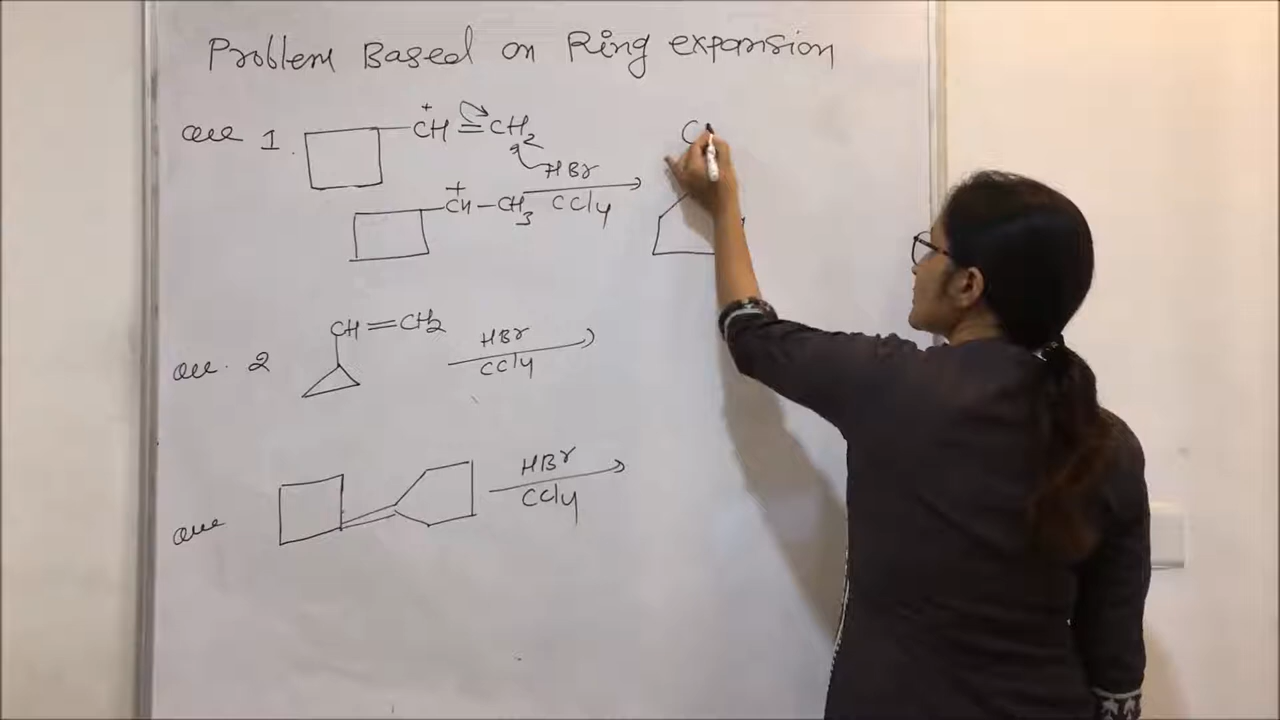 Problem Based on Ring expansion
que 1. + CH = CH2
HBr
+ CH – CH3 CCl4
C
CH = CH2
HBr
que. 2 CCl4
HBr
que CCl4